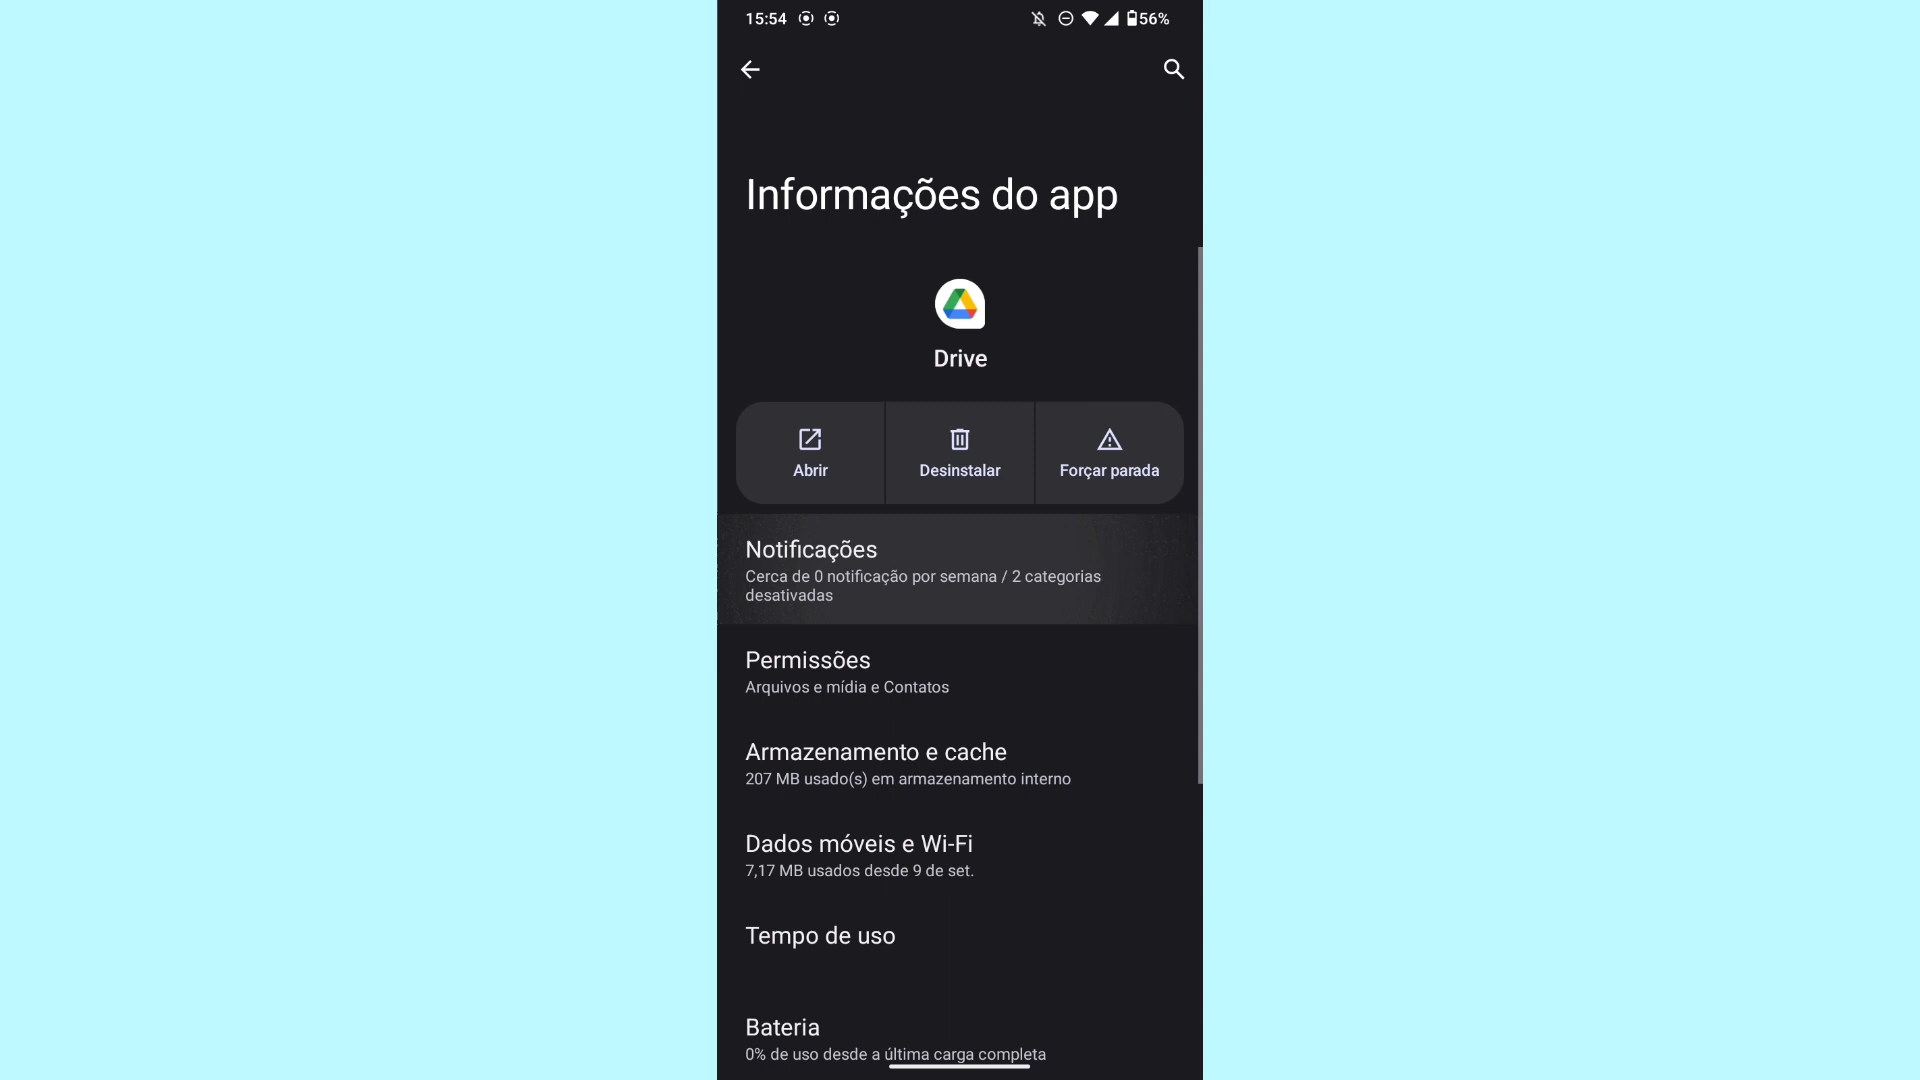 15:54
56%
Informações do app
Drive
Abrir
Desinstalar
Forçar parada
Notificações
Cerca de 0 notificação por semana / 2 categorias
desativadas
Permissões
Arquivos e mídia e Contatos
Armazenamento e cache
207 MB usado(s) em armazenamento interno
Dados móveis e Wi-Fi
7,17 MB usados desde 9 de set.
Tempo de uso
Bateria
0% de uso desde a última carga completa